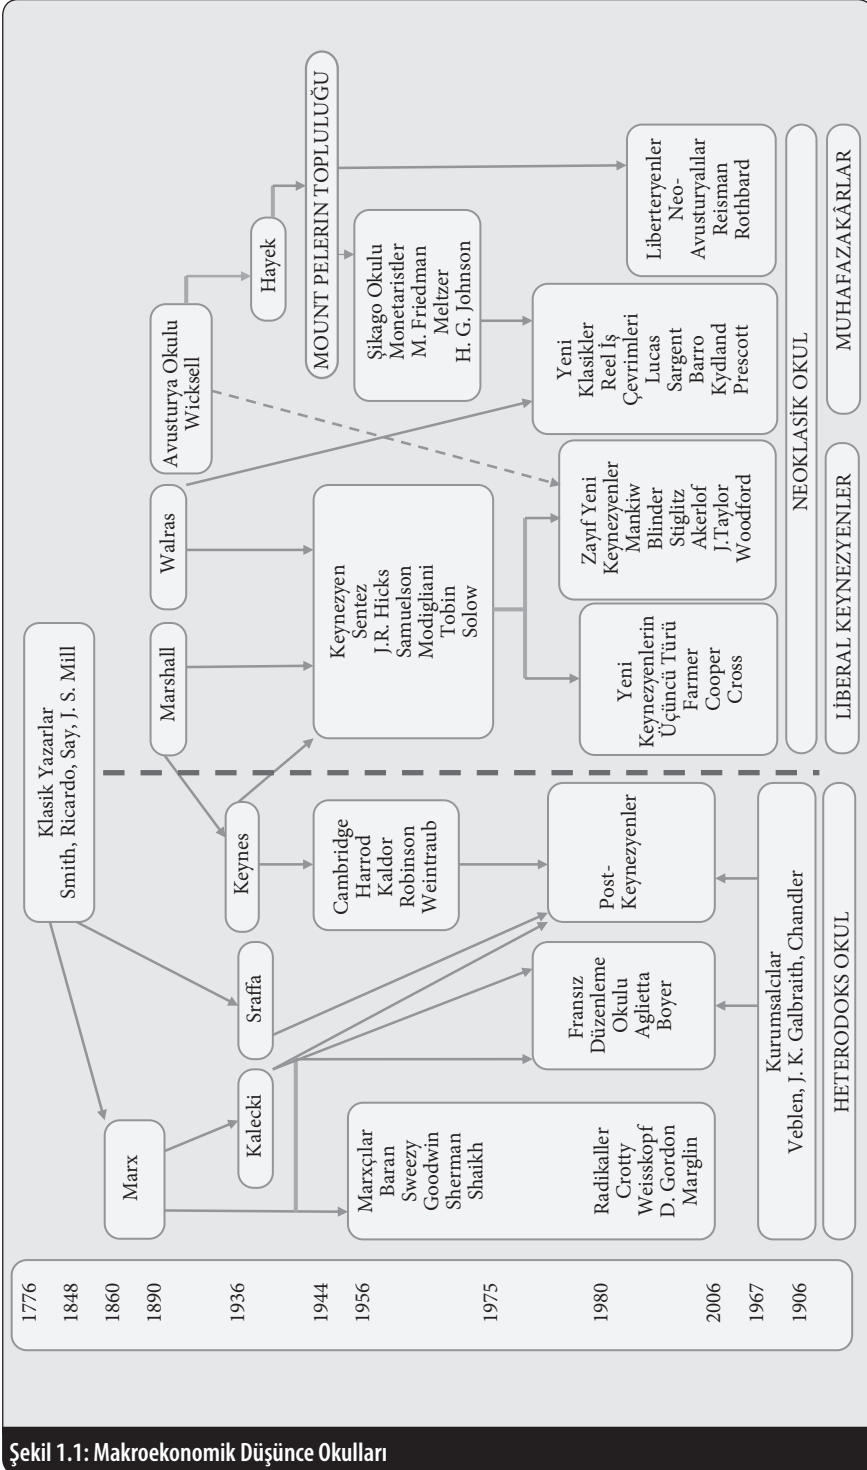 1776
1848
1860
1890
1936
1944
1956
1975
1980
2006
1967
1906
Klasik Yazarlar
Smith, Ricardo, Say, J. S. Mill
Marx
Marshall
Walras
Avusturya Okulu
Wicksell
Kalecki
Sraffa
Keynes
Hayek
MOUNT PELERIN TOPLULUĞU
Marxçılar
Baran
Sweezy
Goodwin
Sherman
Shaikh
Radikaller
Crotty
Weisskopf
D. Gordon
Marglin
Cambridge
Harrod
Kaldor
Robinson
Weintraub
Keynezyen
Sentez
J.R. Hicks
Samuelson
Modigliani
Tobin
Solow
Şikago Okulu
Monetaristler
M. Friedman
Meltzer
H. G. Johnson
Fransız
Düzenleme
Okulu
Aglietta
Boyer
Post-
Keynezyenler
Yeni
Keynezyenlerin
Üçüncü Türü
Farmer
Cooper
Cross
Zayıf Yeni
Keynezyenler
Mankiw
Blinder
Stiglitz
Akerlof
J.Taylor
Woodford
Yeni
Klasikler
Reel İş
Çevrimleri
Lucas
Sargent
Barro
Kydland
Prescott
Liberteryenler
Neo-
Avusturyalılar
Reisman
Rothbard
Kurumsalcılar
Veblen, J. K. Galbraith, Chandler
NEOKLASİK OKUL
HETERODOKS OKUL
LİBERAL KEYNEZYENLER
MUHAFAZAKÂRLAR
Şekil 1.1: Makroekonomik Düşünce Okulları